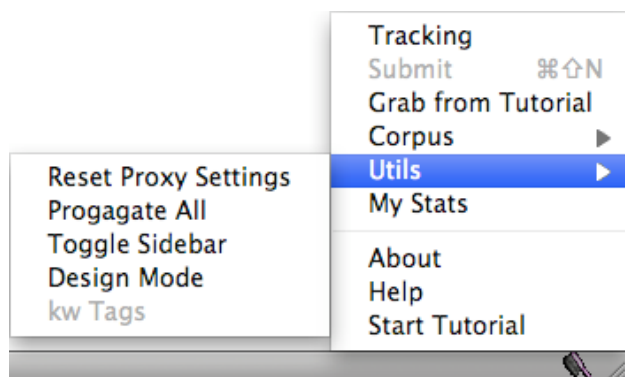 Tracking
Submit ⌘⇧N
Grab from Tutorial
Corpus
Utils
My Stats
About
Help
Start Tutorial
Reset Proxy Settings
Progagate All
Toggle Sidebar
Design Mode
kw Tags